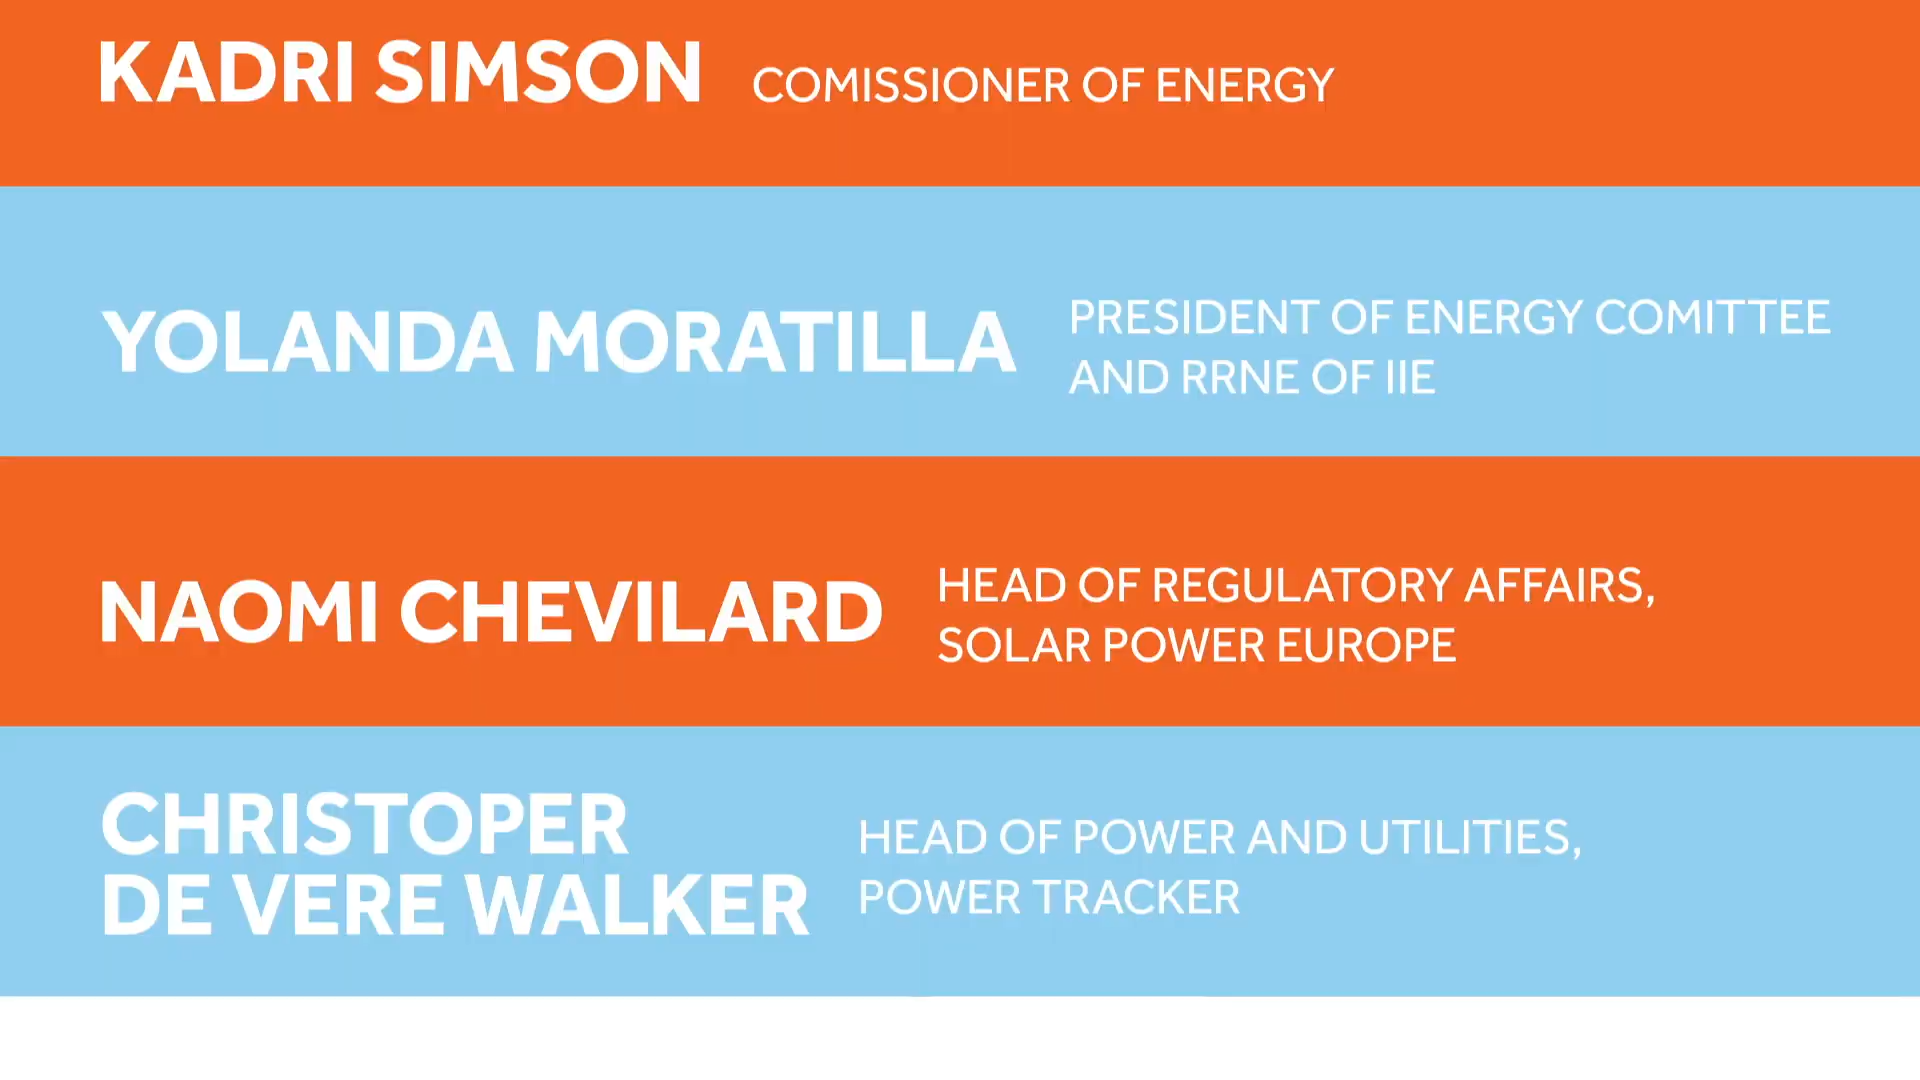 KADRI SIMSON COMISSIONER OF ENERGY
YOLANDA MORATILLA
PRESIDENT OF ENERGY COMITTEE
AND RRNE OF IIE
NAOMI CHEVILARD
HEAD OF REGULATORY AFFAIRS,
SOLAR POWER EUROPE
CHRISTOPER
DE VERE WALKER
HEAD OF POWER AND UTILITIES,
POWER TRACKER